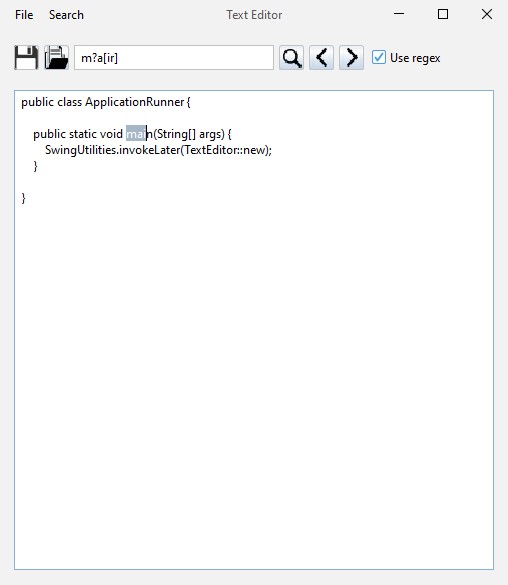 File Search Text Editor
m?a[ir] Use regex
public class ApplicationRunner {
public static void main(String[] args) {
SwingUtilities.invokeLater(TextEditor::new);
}
}